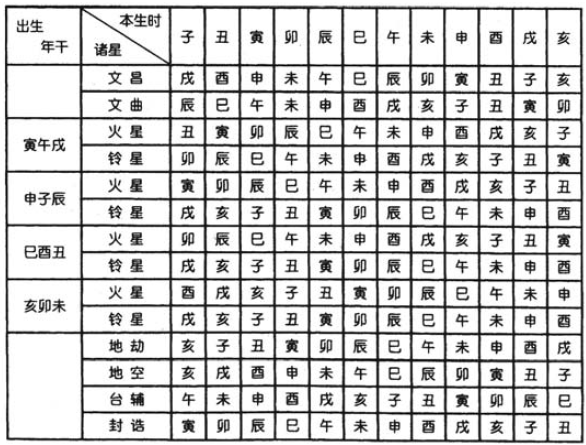 出生 年干 诸星 本生时 子 丑 寅 卯 辰 巳 午 未 申 酉 戌 亥
文昌 戌 酉 申 未 午 巳 辰 卯 寅 丑 子 亥
文曲 辰 巳 午 未 申 酉 戌 亥 子 丑 寅 卯
寅午戌 火星 丑 寅 卯 辰 巳 午 未 申 酉 戌 亥 子
铃星 卯 辰 巳 午 未 申 酉 戌 亥 子 丑 寅
申子辰 火星 寅 卯 辰 巳 午 未 申 酉 戌 亥 子 丑
铃星 戌 亥 子 丑 寅 卯 辰 巳 午 未 申 酉
巳酉丑 火星 卯 辰 巳 午 未 申 酉 戌 亥 子 丑 寅
铃星 戌 亥 子 丑 寅 卯 辰 巳 午 未 申 酉
亥卯未 火星 酉 戌 亥 子 丑 寅 卯 辰 巳 午 未 申
铃星 戌 亥 子 丑 寅 卯 辰 巳 午 未 申 酉
地劫 亥 子 丑 寅 卯 辰 巳 午 未 申 酉 戌
地空 亥 戌 酉 申 未 午 巳 辰 卯 寅 丑 子
台辅 午 未 申 酉 戌 亥 子 丑 寅 卯 辰 巳
封诰 寅 卯 辰 巳 午 未 申 酉 戌 亥 子 丑